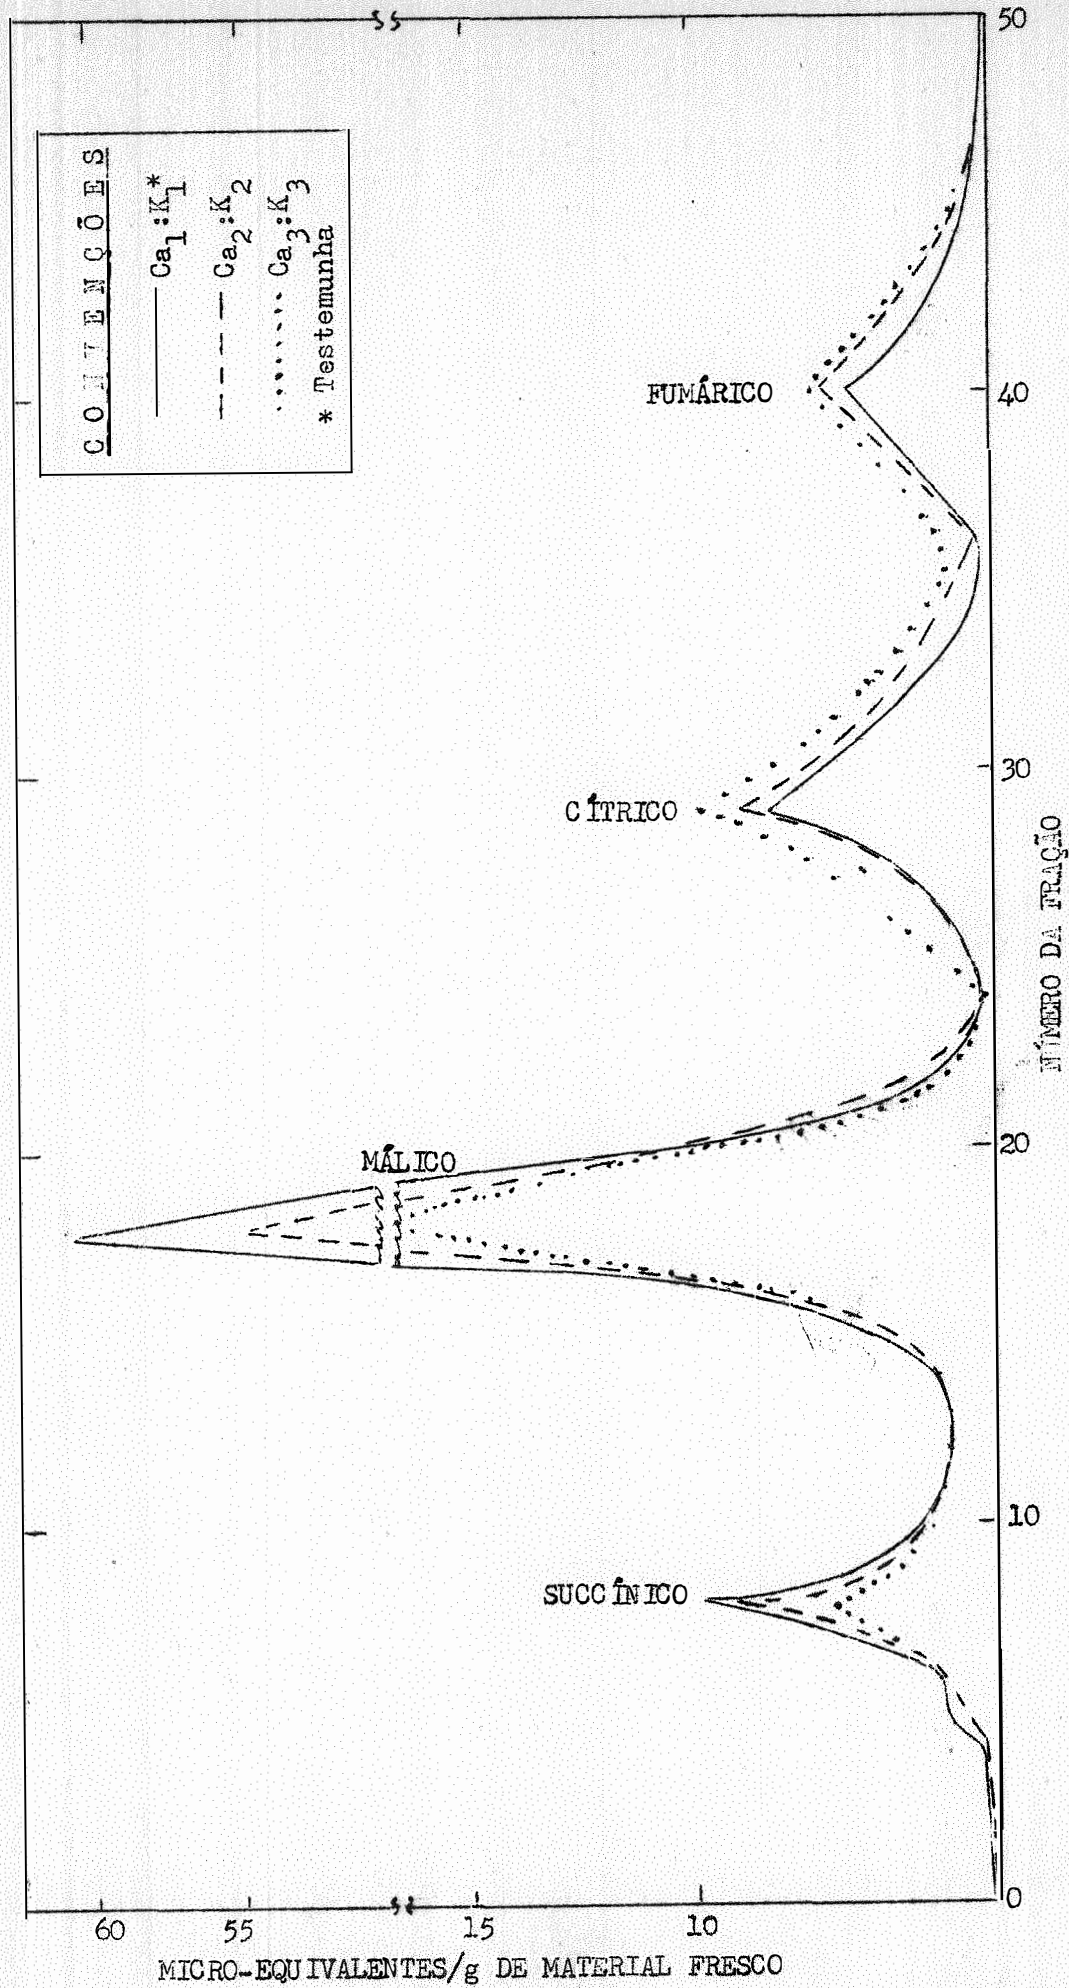 50
CONVENÇÕES
Ca1:K1*
Ca2:K2
Ca3:K3
* Testemunha
FUMÁRICO
40
30
CÍTRICO
NÚMERO DA FRAÇÃO
20
MÁLICO
10
SUCCÍNICO
0
60 55 15 10
MICRO-EQUIVALENTES/g DE MATERIAL FRESCO